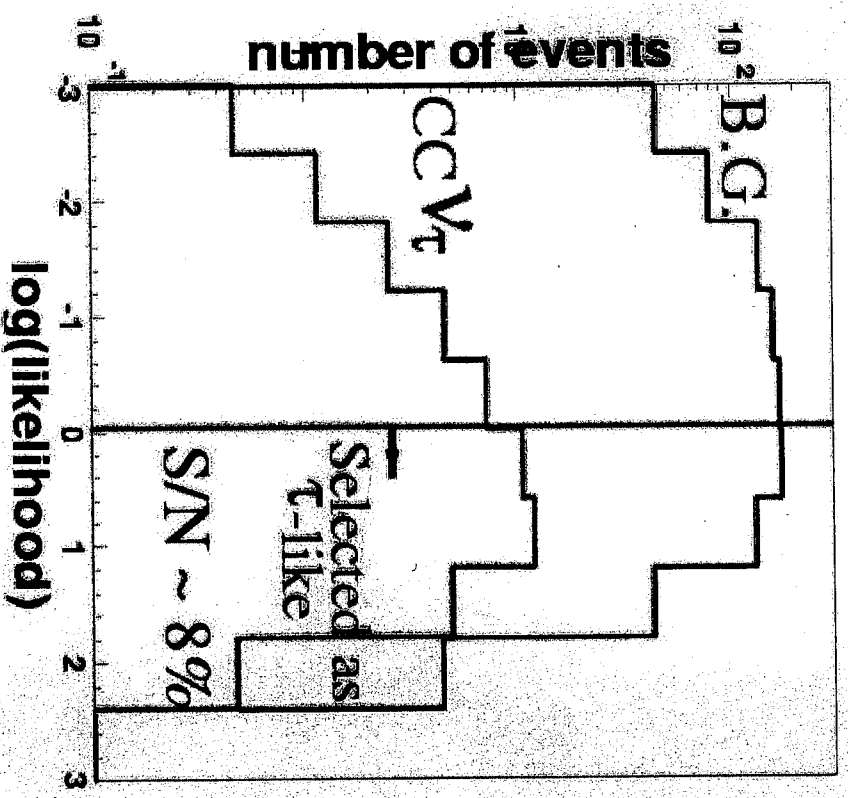 number of events
10 -1
10
10 2
B.G.
CC ντ
Selected as
τ-like
S/N ~ 8%
-3 -2 -1 0 1 2 3
log(likelihood)